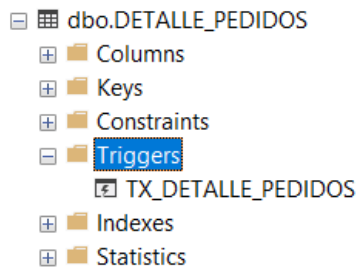 dbo.DETALLE_PEDIDOS
Columns
Keys
Constraints
Triggers
TX_DETALLE_PEDIDOS
Indexes
Statistics